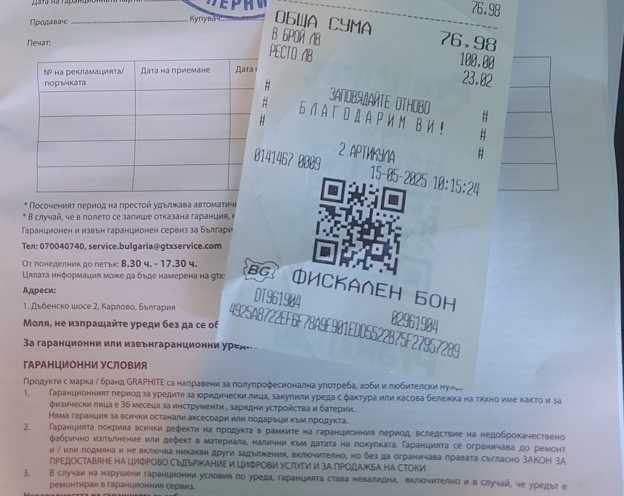 76.98
ОБЩА СУМА 76.98
В БРОЙ ЛВ 100.00
РЕСТО ЛВ 23.02
# #
# ЗАПОВЯДАЙТЕ ОТНОВО #
# БЛАГОДАРИМ ВИ! #
# #
2 АРТИКУЛА
0141467 0009 15-05-2025 10:15:24
BG
ФИСКАЛЕН БОН
DT961904 02961904
Продавач: Купувач
Печат:
№ на рекламацията/ поръчката
Дата на приемане
Дата
* Посоченият период на престой удължава автоматич
* В случай, че в полето се запише отказана гаранция,
Гаранционен и извън гаранционен сервиз за Българи
Тел: 070040740, service.bulgaria@gtxservice.com
От понеделник до петък: 8.30 ч. - 17.30 ч.
Цялата информация може да бъде намерена на gtx
Адреси:
1. Дъбенско шосе 2, Карлово, България
Моля, не изпращайте уреди без да се об
За гаранционни или извънгаранционни уреди
ГАРАНЦИОННИ УСЛОВИЯ
Продукти с марка / бранд GRAPHITE са направени за полупрофесионална употреба, хоби и любителски
1. Гаранционният период за уредите за юридически лица, закупили уреда с фактура или касова бележка на тяхно име както и за
физически лице е 36 месеца за инструменти , зарядни устройства и батерии.
Няма гаранция за всички останали аксесоари или подаръци към продукта.
2. Гаранцията покрива всички дефекти на продукта в рамките на гаранционния период, вследствие на недоброкачествено
фабрично изпълнение или дефект в материала, налични към датата на покупката. Гаранцията се ограничава до ремонт
и / или подмяна и не включва никакви други задължения, включително, но без да ограничава правата съгласно ЗАКОН ЗА
ПРЕДОСТАВЯНЕ НА ЦИФРОВО СЪДЪРЖАНИЕ И ЦИФРОВИ УСЛУГИ И ЗА ПРОДАЖБА НА СТОКИ
3. В случаи на нарушени гаранционни условия по уреда, гаранцията става невалидна, включително и в случай, че уредът е
ремонтиран в гаранционен сервиз.